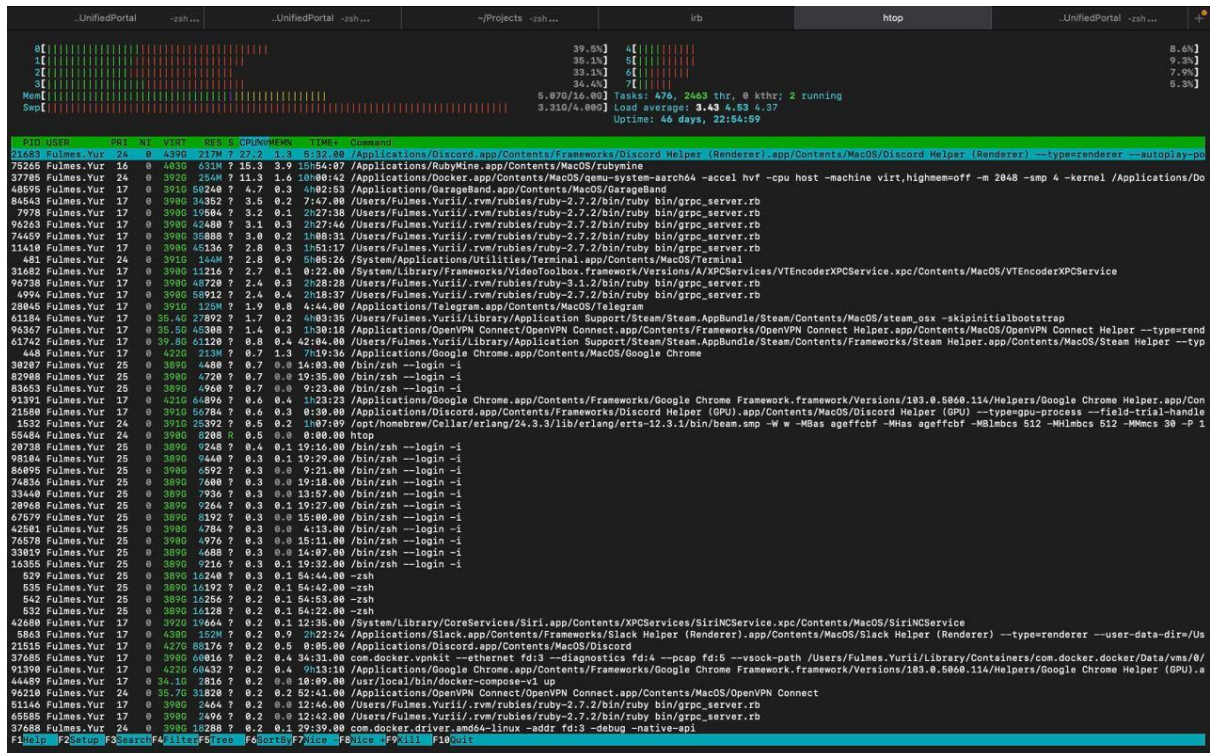 ..UnifiedPortal -zsh... ..UnifiedPortal -zsh... ~/Projects -zsh... irb htop ..UnifiedPortal -zsh... +
0[ 39.5%] 4[ 8.6%]
1[ 35.1%] 5[ 9.3%]
2[ 33.1%] 6[ 7.9%]
3[ 34.4%] 7[ 5.3%]
Mem[ 5.07G/16.0G] Tasks: 476, 2463 thr, 0 kthr; 2 running
Swp[ 3.31G/4.00G] Load average: 3.43 4.53 4.37
Uptime: 46 days, 22:54:59
PID USER PRI NI VIRT RES S CPU%▽MEM% TIME+ Command
21683 Fulmes.Yur 24 0 439G 217M ? 27.2 1.3 5:32.00 /Applications/Discord.app/Contents/Frameworks/Discord Helper (Renderer).app/Contents/MacOS/Discord Helper (Renderer) --type=renderer --autoplay-po
75265 Fulmes.Yur 16 0 403G 631M ? 15.3 3.9 15h54:07 /Applications/RubyMine.app/Contents/MacOS/rubymine
37705 Fulmes.Yur 24 0 392G 254M ? 11.3 1.6 10h00:42 /Applications/Docker.app/Contents/MacOS/qemu-system-aarch64 -accel hvf -cpu host -machine virt,highmem=off -m 2048 -smp 4 -kernel /Applications/Do
48595 Fulmes.Yur 17 0 391G 50240 ? 4.7 0.3 4h02:53 /Applications/GarageBand.app/Contents/MacOS/GarageBand
84543 Fulmes.Yur 17 0 390G 34352 ? 3.5 0.2 7:47.00 /Users/Fulmes.Yurii/.rvm/rubies/ruby-2.7.2/bin/ruby bin/grpc_server.rb
7978 Fulmes.Yur 17 0 390G 19504 ? 3.2 0.1 2h27:38 /Users/Fulmes.Yurii/.rvm/rubies/ruby-2.7.2/bin/ruby bin/grpc_server.rb
96263 Fulmes.Yur 17 0 390G 42480 ? 3.1 0.3 2h27:46 /Users/Fulmes.Yurii/.rvm/rubies/ruby-2.7.2/bin/ruby bin/grpc_server.rb
74459 Fulmes.Yur 17 0 390G 35888 ? 3.0 0.2 1h08:31 /Users/Fulmes.Yurii/.rvm/rubies/ruby-2.7.2/bin/ruby bin/grpc_server.rb
11410 Fulmes.Yur 17 0 390G 45136 ? 2.8 0.3 1h51:17 /Users/Fulmes.Yurii/.rvm/rubies/ruby-2.7.2/bin/ruby bin/grpc_server.rb
481 Fulmes.Yur 24 0 391G 144M ? 2.8 0.9 5h05:26 /System/Applications/Utilities/Terminal.app/Contents/MacOS/Terminal
31682 Fulmes.Yur 17 0 390G 11216 ? 2.7 0.1 0:22.00 /System/Library/Frameworks/VideoToolbox.framework/Versions/A/XPCServices/VTEncoderXPCService.xpc/Contents/MacOS/VTEncoderXPCService
96738 Fulmes.Yur 17 0 390G 48720 ? 2.4 0.3 2h28:28 /Users/Fulmes.Yurii/.rvm/rubies/ruby-3.1.2/bin/ruby bin/grpc_server.rb
4994 Fulmes.Yur 17 0 390G 58912 ? 2.4 0.4 2h18:37 /Users/Fulmes.Yurii/.rvm/rubies/ruby-2.7.2/bin/ruby bin/grpc_server.rb
28045 Fulmes.Yur 17 0 391G 125M ? 1.9 0.8 4:44.00 /Applications/Telegram.app/Contents/MacOS/Telegram
61184 Fulmes.Yur 17 0 35.4G 27892 ? 1.7 0.2 4h03:35 /Users/Fulmes.Yurii/Library/Application Support/Steam/Steam.AppBundle/Steam/Contents/MacOS/steam_osx -skipinitialbootstrap
96367 Fulmes.Yur 17 0 35.5G 45308 ? 1.4 0.3 1h30:18 /Applications/OpenVPN Connect/OpenVPN Connect.app/Contents/Frameworks/OpenVPN Connect Helper.app/Contents/MacOS/OpenVPN Connect Helper --type=rend
61742 Fulmes.Yur 17 0 39.8G 61120 ? 0.8 0.4 42:04.00 /Users/Fulmes.Yurii/Library/Application Support/Steam/Steam.AppBundle/Steam/Contents/Frameworks/Steam Helper.app/Contents/MacOS/Steam Helper --typ
448 Fulmes.Yur 17 0 422G 213M ? 0.7 1.3 7h19:36 /Applications/Google Chrome.app/Contents/MacOS/Google Chrome
30207 Fulmes.Yur 25 0 389G 4480 ? 0.7 0.0 14:03.00 /bin/zsh --login -i
82908 Fulmes.Yur 25 0 390G 4720 ? 0.7 0.0 19:35.00 /bin/zsh --login -i
83653 Fulmes.Yur 25 0 389G 4960 ? 0.7 0.0 9:23.00 /bin/zsh --login -i
91391 Fulmes.Yur 17 0 421G 64896 ? 0.6 0.4 1h23:23 /Applications/Google Chrome.app/Contents/Frameworks/Google Chrome Framework.framework/Versions/103.0.5060.114/Helpers/Google Chrome Helper.app/Con
21580 Fulmes.Yur 17 0 391G 56784 ? 0.6 0.3 0:30.00 /Applications/Discord.app/Contents/Frameworks/Discord Helper (GPU).app/Contents/MacOS/Discord Helper (GPU) --type=gpu-process --field-trial-handle
1532 Fulmes.Yur 24 0 391G 25392 ? 0.5 0.2 1h07:09 /opt/homebrew/Cellar/erlang/24.3.3/lib/erlang/erts-12.3.1/bin/beam.smp -W w -MBas ageffcbf -MHas ageffcbf -MBlmbcs 512 -MHlmbcs 512 -MMmcs 30 -P 1
55484 Fulmes.Yur 24 0 390G 8208 R 0.5 0.0 0:00.00 htop
20738 Fulmes.Yur 25 0 389G 9248 ? 0.4 0.1 19:16.00 /bin/zsh --login -i
98104 Fulmes.Yur 25 0 389G 9440 ? 0.3 0.1 19:29.00 /bin/zsh --login -i
86095 Fulmes.Yur 25 0 390G 6592 ? 0.3 0.0 9:21.00 /bin/zsh --login -i
74836 Fulmes.Yur 25 0 389G 7600 ? 0.3 0.0 19:18.00 /bin/zsh --login -i
33440 Fulmes.Yur 25 0 389G 7936 ? 0.3 0.0 13:57.00 /bin/zsh --login -i
20968 Fulmes.Yur 25 0 389G 9264 ? 0.3 0.1 19:27.00 /bin/zsh --login -i
67579 Fulmes.Yur 25 0 389G 8192 ? 0.3 0.0 15:00.00 /bin/zsh --login -i
42501 Fulmes.Yur 25 0 390G 4784 ? 0.3 0.0 4:13.00 /bin/zsh --login -i
76578 Fulmes.Yur 25 0 390G 4976 ? 0.3 0.0 15:11.00 /bin/zsh --login -i
33019 Fulmes.Yur 25 0 389G 4688 ? 0.3 0.0 14:07.00 /bin/zsh --login -i
16355 Fulmes.Yur 25 0 389G 9216 ? 0.3 0.1 19:32.00 /bin/zsh --login -i
529 Fulmes.Yur 25 0 389G 16240 ? 0.3 0.1 54:44.00 -zsh
535 Fulmes.Yur 25 0 389G 16192 ? 0.2 0.1 54:42.00 -zsh
542 Fulmes.Yur 25 0 389G 16256 ? 0.2 0.1 54:53.00 -zsh
532 Fulmes.Yur 25 0 389G 16128 ? 0.2 0.1 54:22.00 -zsh
42680 Fulmes.Yur 17 0 392G 19664 ? 0.2 0.1 12:35.00 /System/Library/CoreServices/Siri.app/Contents/XPCServices/SiriNCService.xpc/Contents/MacOS/SiriNCService
5863 Fulmes.Yur 17 0 430G 152M ? 0.2 0.9 2h22:24 /Applications/Slack.app/Contents/Frameworks/Slack Helper (Renderer).app/Contents/MacOS/Slack Helper (Renderer) --type=renderer --user-data-dir=/Us
21515 Fulmes.Yur 17 0 427G 88176 ? 0.2 0.5 0:05.00 /Applications/Discord.app/Contents/MacOS/Discord
37685 Fulmes.Yur 17 0 390G 60016 ? 0.2 0.4 34:31.00 com.docker.vpnkit --ethernet fd:3 --diagnostics fd:4 --pcap fd:5 --vsock-path /Users/Fulmes.Yurii/Library/Containers/com.docker.docker/Data/vms/0/
91390 Fulmes.Yur 17 0 422G 60432 ? 0.2 0.4 9h13:10 /Applications/Google Chrome.app/Contents/Frameworks/Google Chrome Framework.framework/Versions/103.0.5060.114/Helpers/Google Chrome Helper (GPU).a
44489 Fulmes.Yur 17 0 34.1G 2816 ? 0.2 0.0 10:09.00 /usr/local/bin/docker-compose-v1 up
96210 Fulmes.Yur 24 0 35.7G 31820 ? 0.2 0.2 52:41.00 /Applications/OpenVPN Connect/OpenVPN Connect.app/Contents/MacOS/OpenVPN Connect
51146 Fulmes.Yur 17 0 390G 2464 ? 0.2 0.0 12:46.00 /Users/Fulmes.Yurii/.rvm/rubies/ruby-2.7.2/bin/ruby bin/grpc_server.rb
65585 Fulmes.Yur 17 0 390G 2496 ? 0.2 0.0 12:42.00 /Users/Fulmes.Yurii/.rvm/rubies/ruby-2.7.2/bin/ruby bin/grpc_server.rb
37688 Fulmes.Yur 24 0 390G 18288 ? 0.2 0.1 29:39.00 com.docker.driver.amd64-linux -addr fd:3 -debug -native-api
F1Help F2Setup F3SearchF4FilterF5Tree F6SortByF7Nice -F8Nice +F9Kill F10Quit